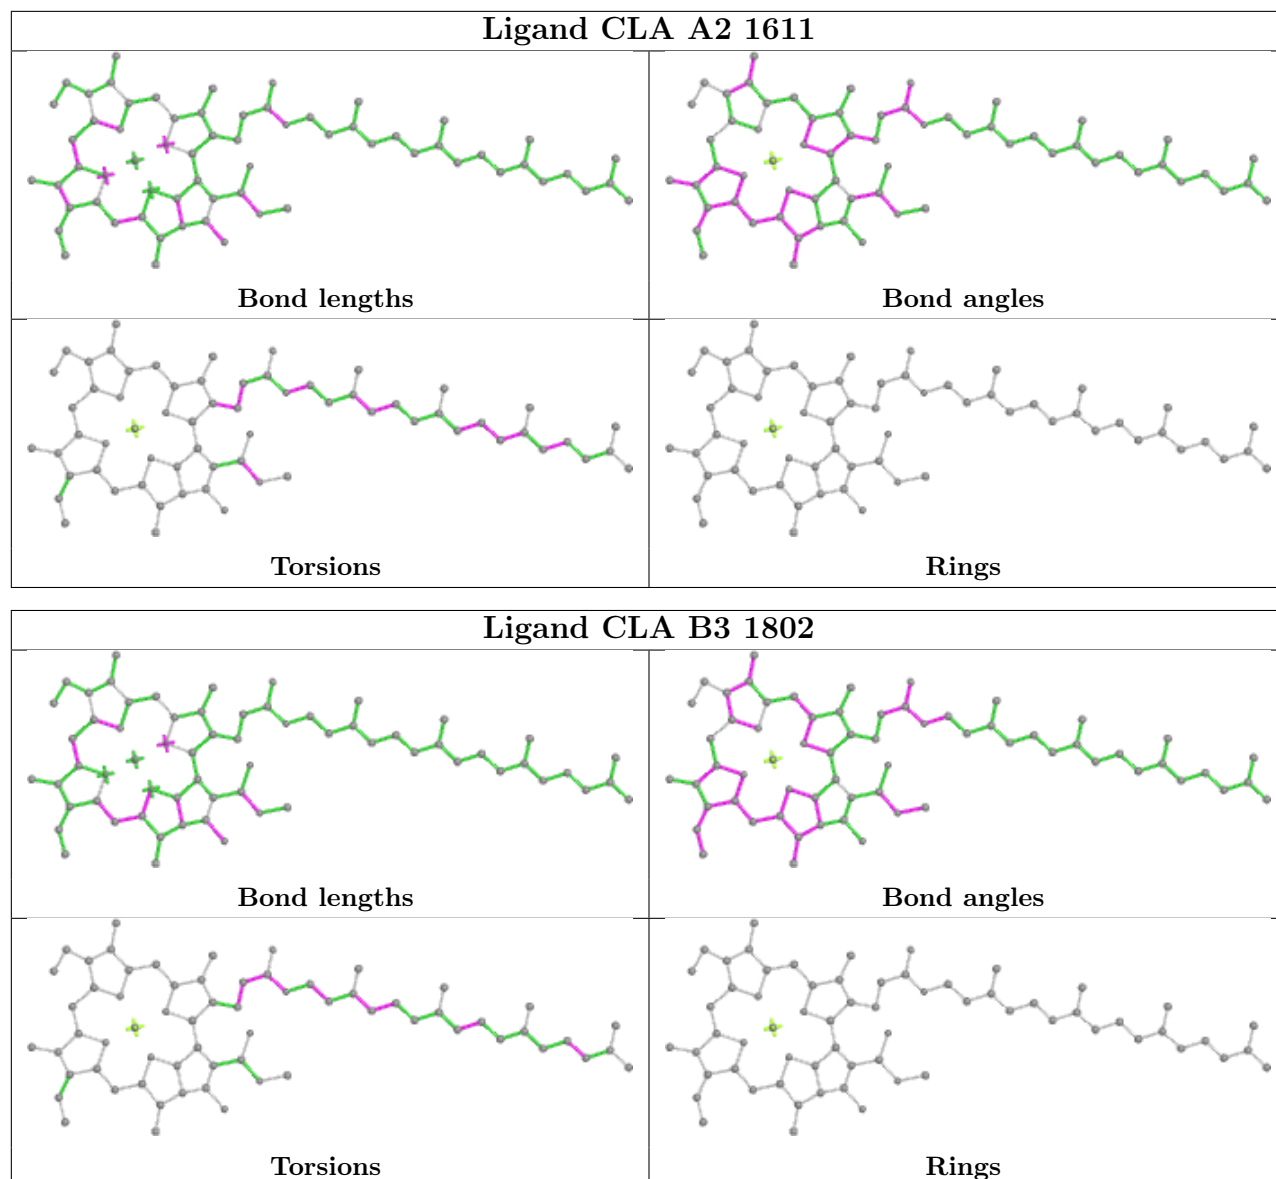 Ligand CLA A2 1611
Bond lengths
Bond angles
Torsions
Rings
Ligand CLA B3 1802
Bond lengths
Bond angles
Torsions
Rings